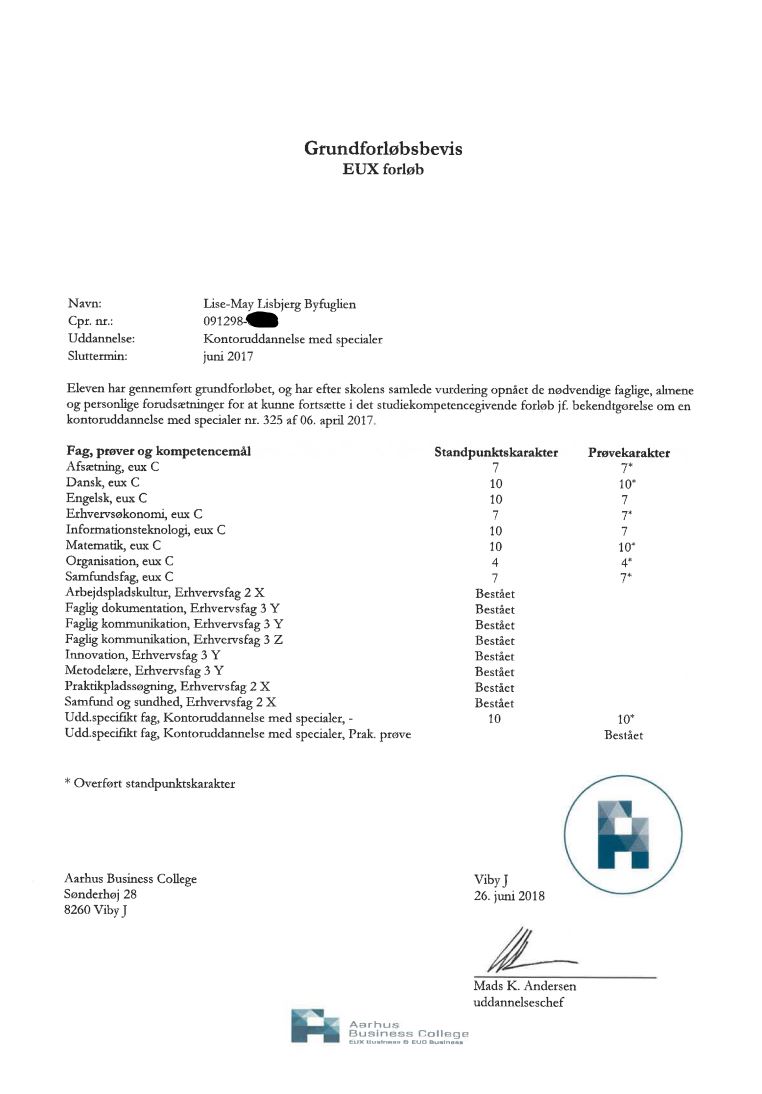 Grundforløbsbevis
EUX forløb
Navn: Lise-May Lisbjerg Byfuglien
Cpr. nr.: 091298-
Uddannelse: Kontoruddannelse med specialer
Sluttermin: juni 2017
Eleven har gennemført grundforløbet, og har efter skolens samlede vurdering opnået de nødvendige faglige, almene
og personlige forudsætninger for at kunne fortsætte i det studiekompetencegivende forløb jf. bekendtgørelse om en
kontoruddannelse med specialer nr. 325 af 06. april 2017.
Fag, prøver og kompetencemål Standpunktskarakter Prøvekarakter
Afsætning, eux C 7 7*
Dansk, eux C 10 10*
Engelsk, eux C 10 7
Erhvervsøkonomi, eux C 7 7*
Informationsteknologi, eux C 10 7
Matematik, eux C 10 10*
Organisation, eux C 4 4*
Samfundsfag, eux C 7 7*
Arbejdspladskultur, Erhvervsfag 2 X Bestået
Faglig dokumentation, Erhvervsfag 3 Y Bestået
Faglig kommunikation, Erhvervsfag 3 Y Bestået
Faglig kommunikation, Erhvervsfag 3 Z Bestået
Innovation, Erhvervsfag 3 Y Bestået
Metodelære, Erhvervsfag 3 Y Bestået
Praktikpladssøgning, Erhvervsfag 2 X Bestået
Samfund og sundhed, Erhvervsfag 2 X Bestået
Udd.specifikt fag, Kontoruddannelse med specialer, - 10 10*
Udd.specifikt fag, Kontoruddannelse med specialer, Prak. prøve Bestået
* Overført standpunktskarakter
Aarhus Business College
Sønderhøj 28
8260 Viby J
Viby J
26. juni 2018
Mads K. Andersen
uddannelseschef
Aarhus
Business College
EUX Business & EUD Business